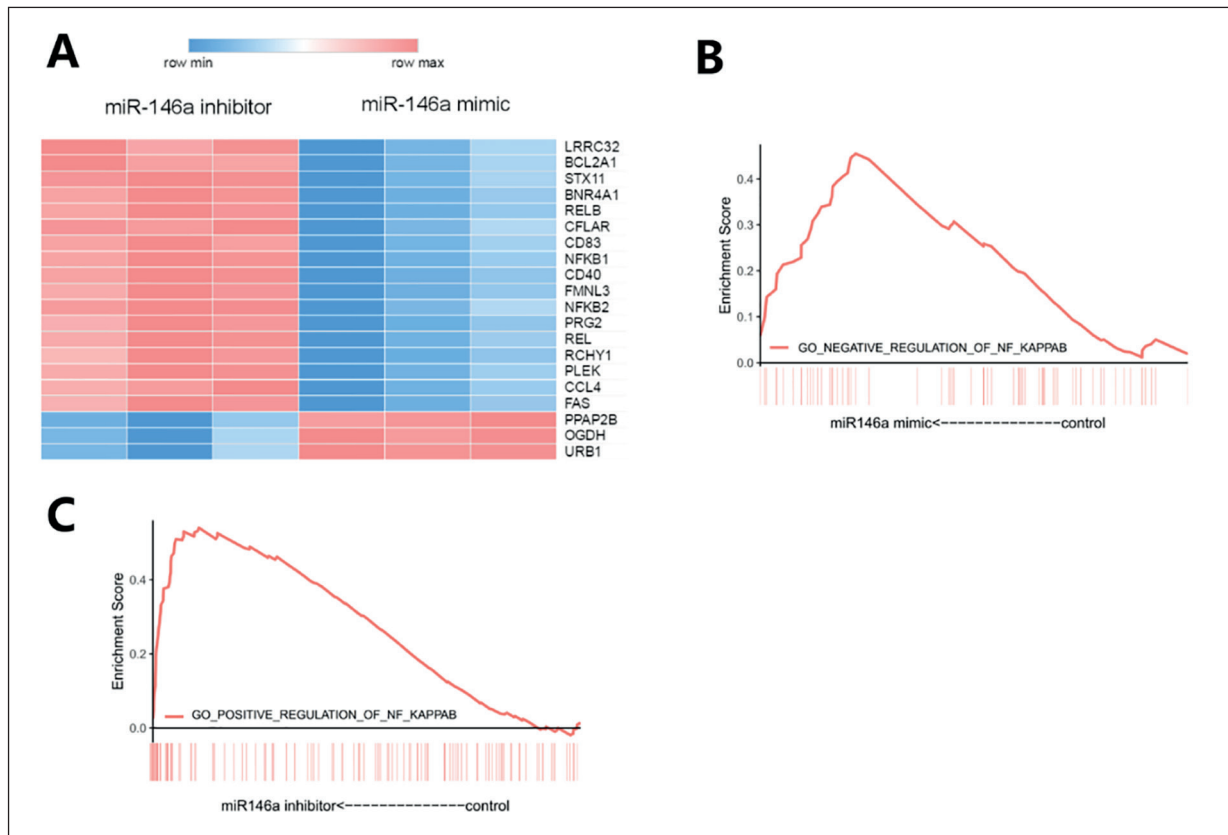 A
row min
row max
miR-146a inhibitor
miR-146a mimic
LRRC32
BCL2A1
STX11
BNR4A1
RELB
CFLAR
CD83
NFKB1
CD40
FMNL3
NFKB2
PRG2
REL
RCHY1
PLEK
CCL4
FAS
PPAP2B
OGDH
URB1
B
Enrichment Score
0.4
0.3
0.2
0.1
0.0
GO_NEGATIVE_REGULATION_OF_NF_KAPPAB
miR146a mimic<---------------control
C
Enrichment Score
0.4
0.2
0.0
GO_POSITIVE_REGULATION_OF_NF_KAPPAB
miR146a inhibitor<---------------control